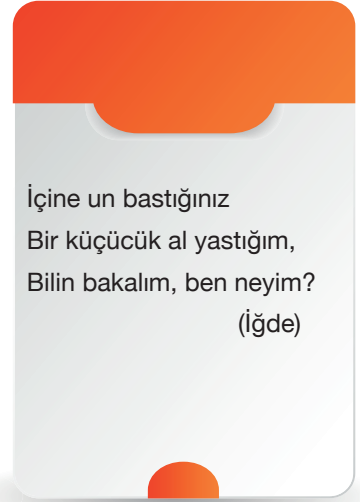 İçine un bastığınız
Bir küçücük al yastığım,
Bilin bakalım, ben neyim?
(İğde)